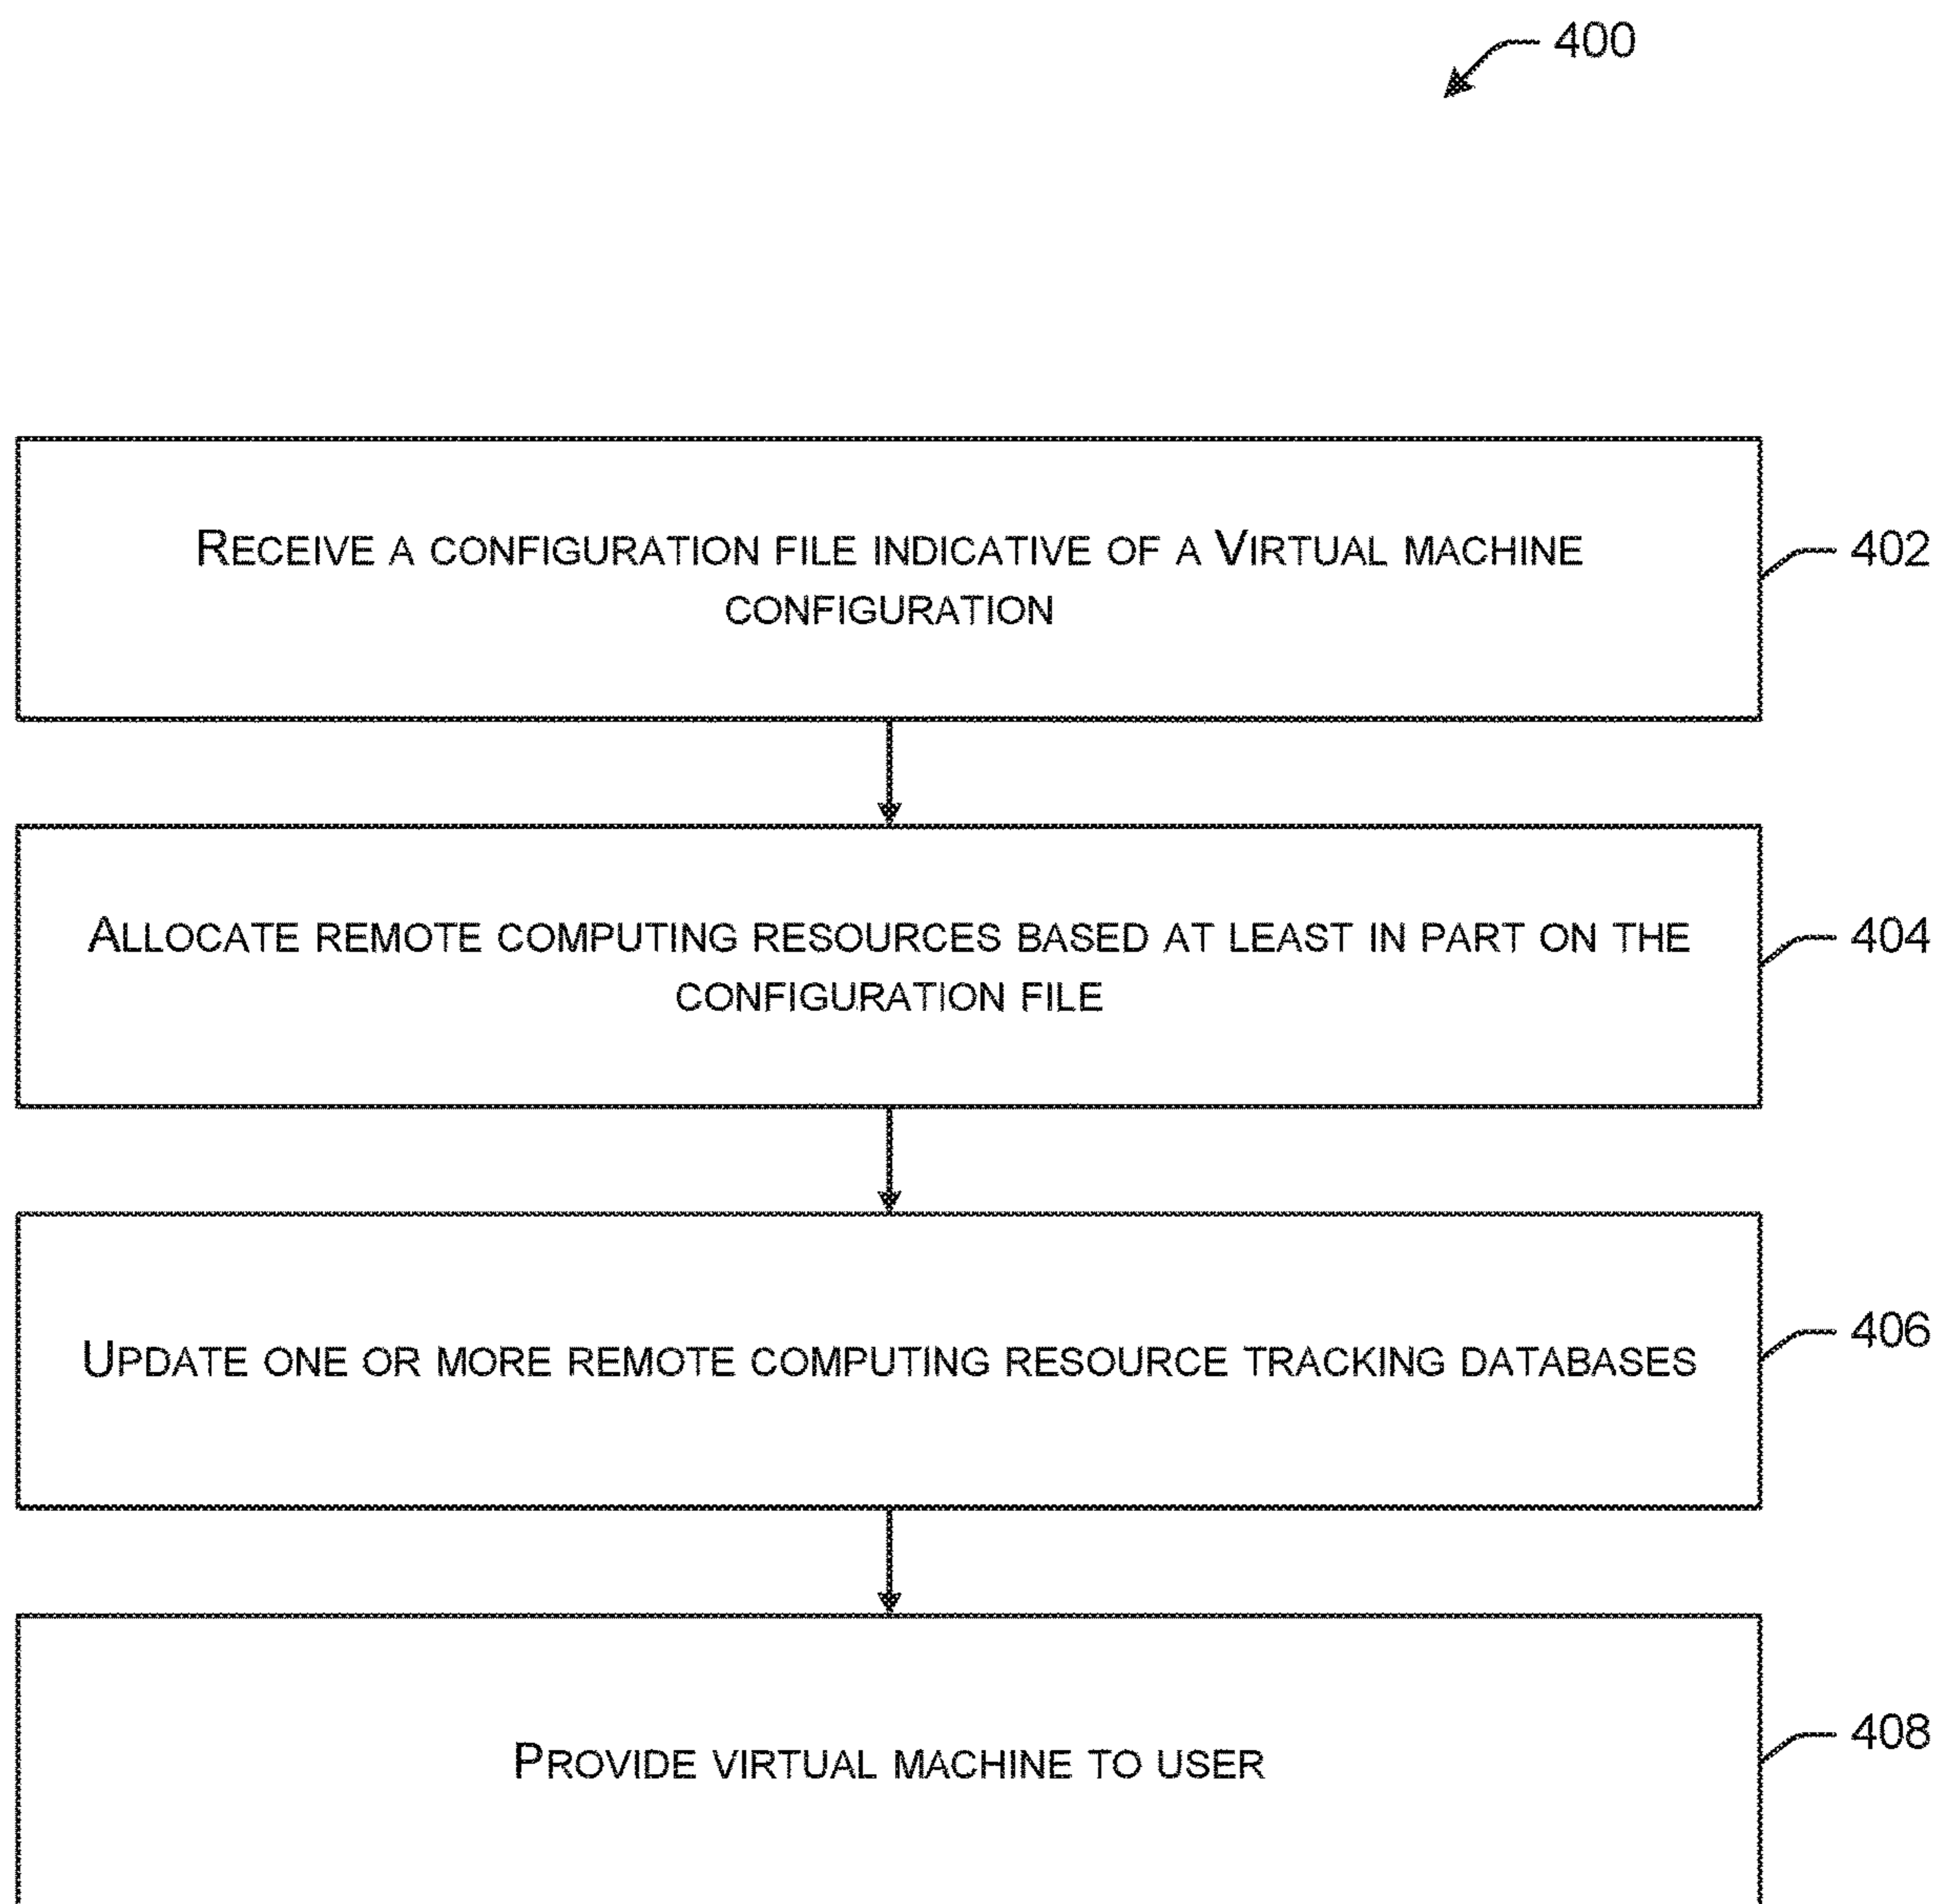 400
RECEIVE A CONFIGURATION FILE INDICATIVE OF A VIRTUAL MACHINE
CONFIGURATION
402
ALLOCATE REMOTE COMPUTING RESOURCES BASED AT LEAST IN PART ON THE
CONFIGURATION FILE
404
UPDATE ONE OR MORE REMOTE COMPUTING RESOURCE TRACKING DATABASES
406
PROVIDE VIRTUAL MACHINE TO USER
408